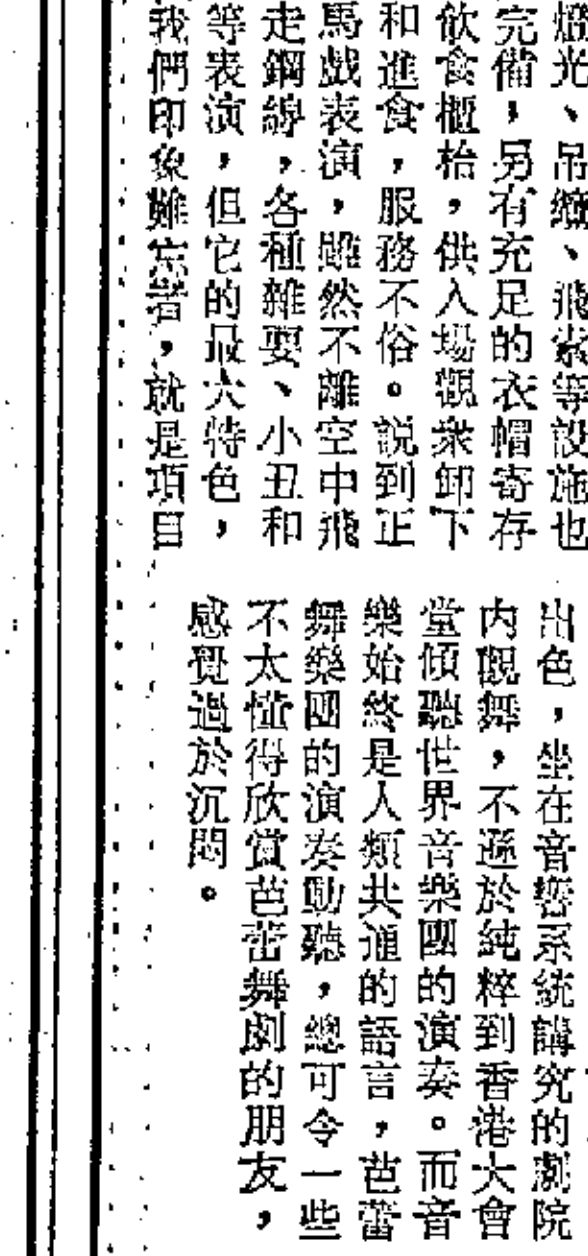 燈光、吊纜、飛索等設施也
完備，另有充足的衣帽寄存
飲食櫃枱，供入場觀衆卸下
和進食，服務不俗。説到正
馬戲表演，雖然不離空中飛
走鋼線，各種雜耍、小丑和
等表演，但它的最大特色，
我們印象難忘者，就是項目
出色，坐在音響系統講究的劇院
内觀舞，不遜於純粹到香港大會
堂傾聽世界音樂團的演奏。而音
樂始終是人類共通的語言，芭蕾
舞樂團的演奏動聽，總可令一些
不太懂得欣賞芭蕾舞劇的朋友，
感覺過於沉悶。